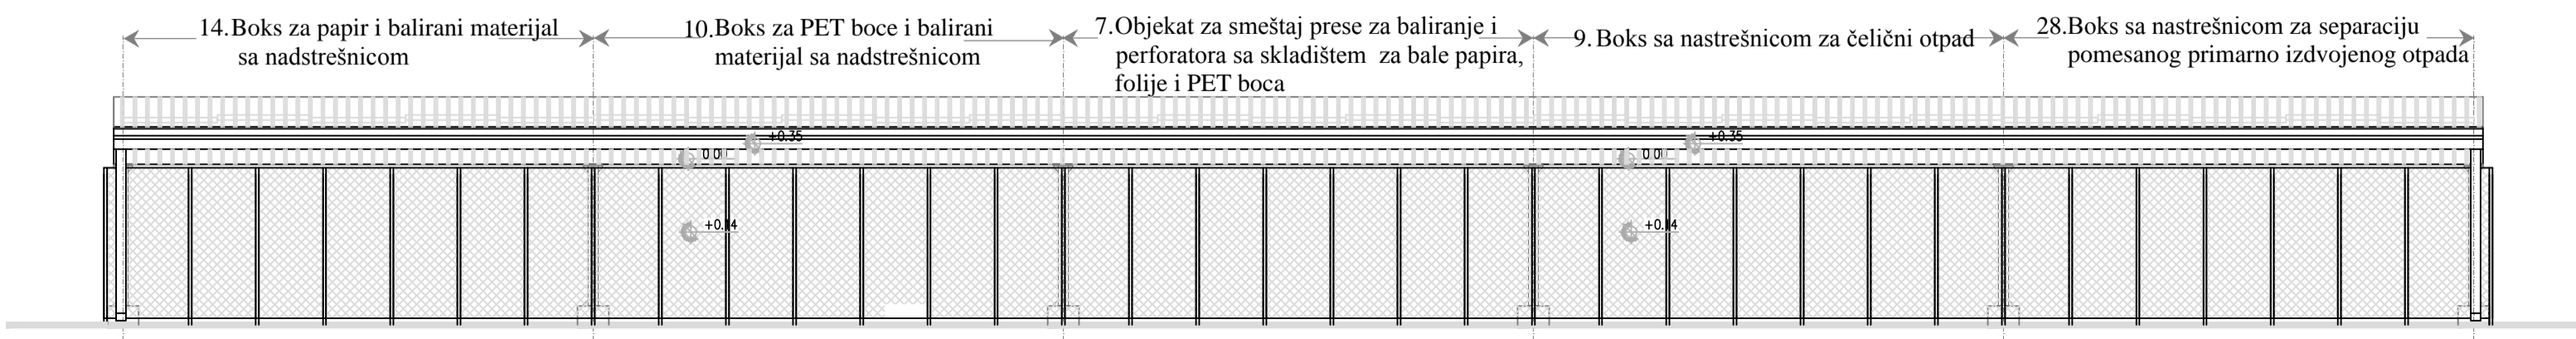 14.Boks za papir i balirani materijal
sa nadstrešnicom
10.Boks za PET boce i balirani
materijal sa nadstrešnicom
7.Objekat za smeštaj prese za baliranje i
perforatora sa skladištem za bale papira,
folije i PET boca
9. Boks sa nastrešnicom za čelični otpad
28.Boks sa nastrešnicom za separaciju
pomesanog primarno izdvojenog otpada
+0.35
+0.35
+0.14
+0.14